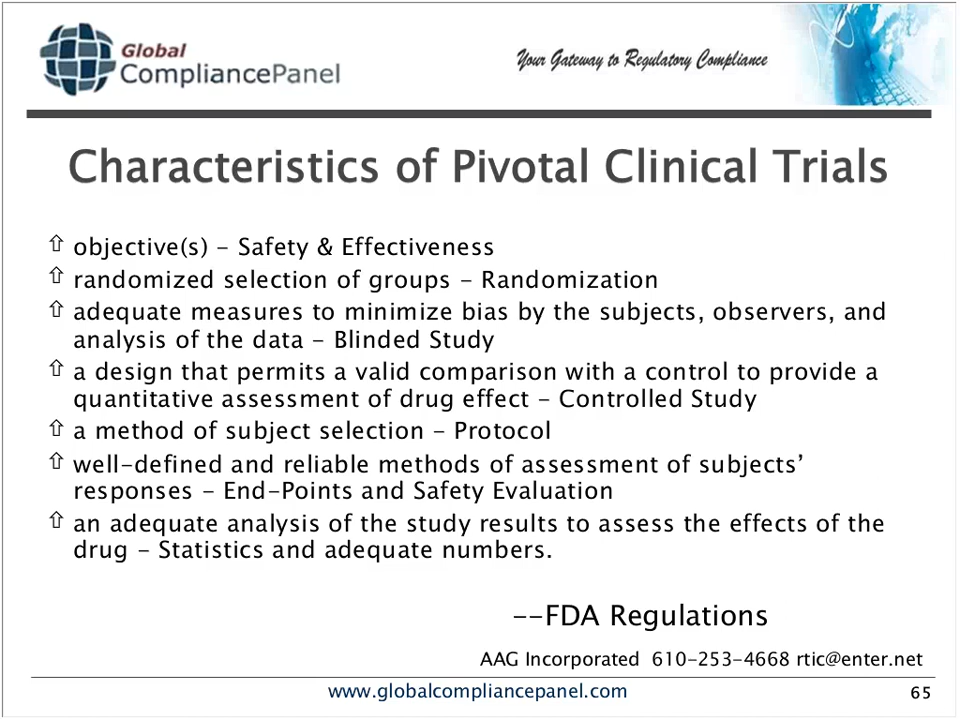 Global
CompliancePanel
Your Gateway to Regulatory Compliance
Characteristics of Pivotal Clinical Trials
⇧ objective(s) – Safety & Effectiveness
⇧ randomized selection of groups – Randomization
⇧ adequate measures to minimize bias by the subjects, observers, and
analysis of the data – Blinded Study
⇧ a design that permits a valid comparison with a control to provide a
quantitative assessment of drug effect – Controlled Study
⇧ a method of subject selection – Protocol
⇧ well-defined and reliable methods of assessment of subjects’
responses – End-Points and Safety Evaluation
⇧ an adequate analysis of the study results to assess the effects of the
drug – Statistics and adequate numbers.
--FDA Regulations
AAG Incorporated 610-253-4668 rtic@enter.net
www.globalcompliancepanel.com
65